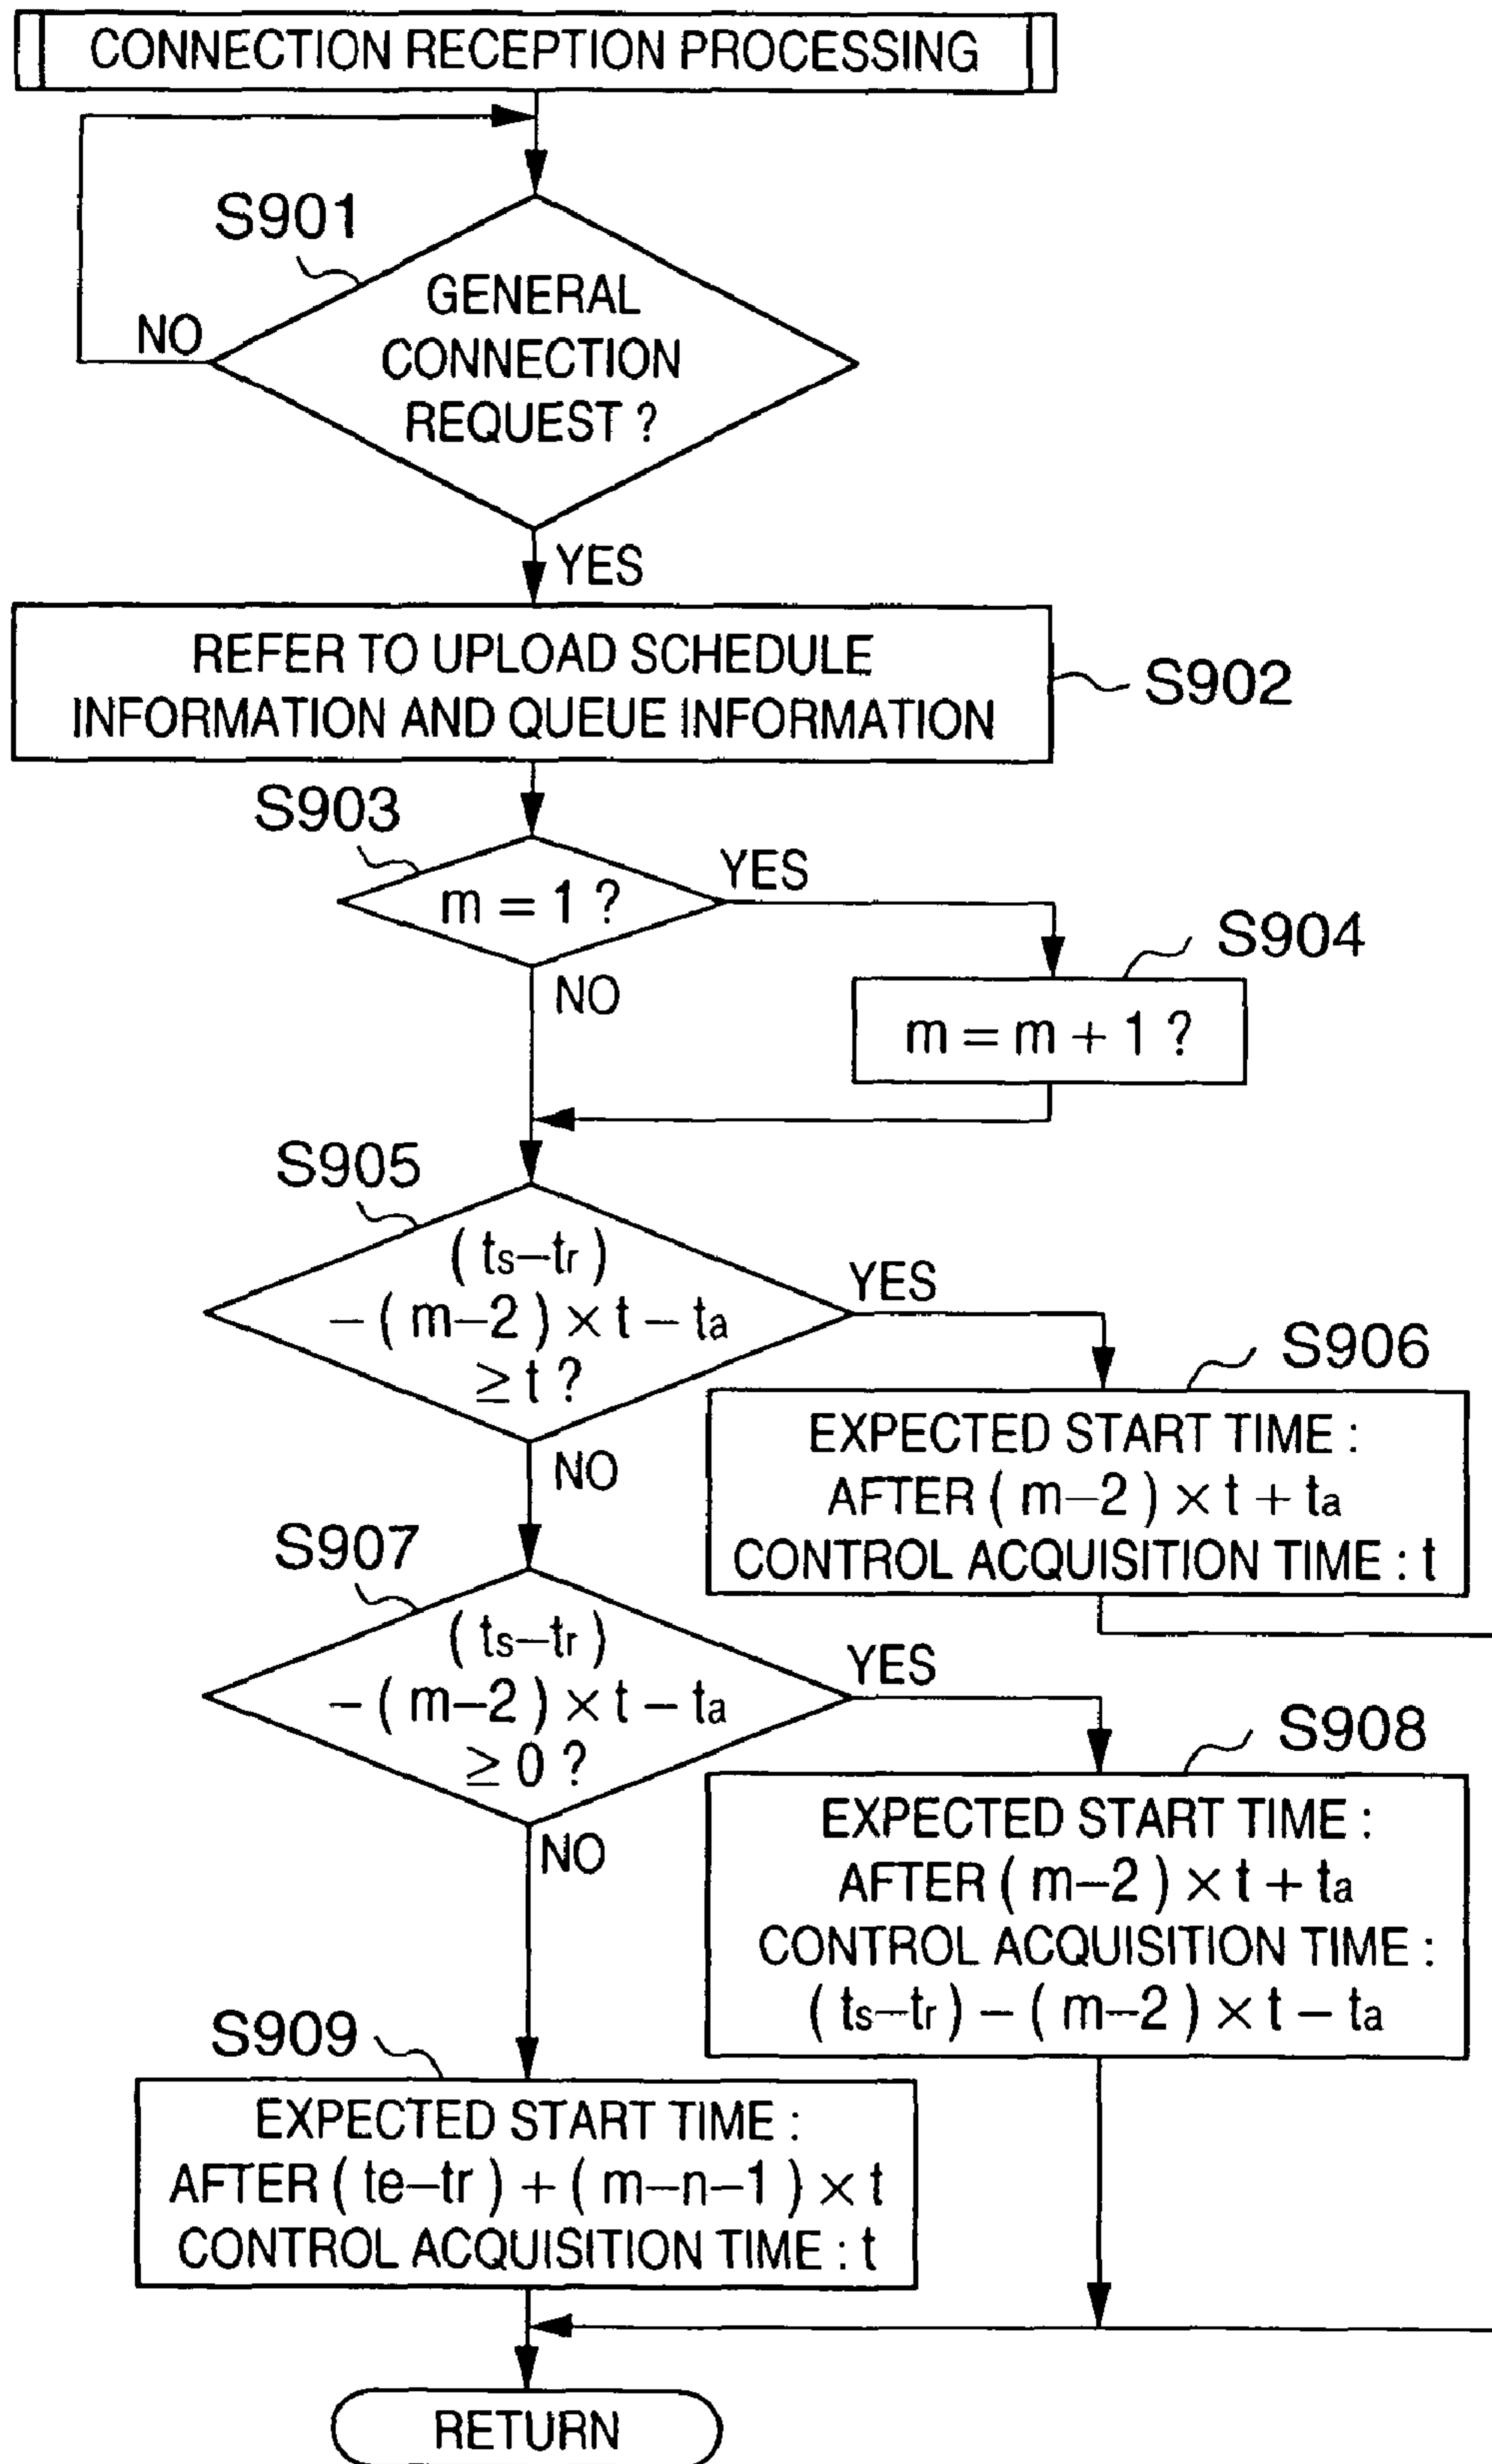 CONNECTION RECEPTION PROCESSING
S901
GENERAL
CONNECTION
REQUEST ?
NO
YES
REFER TO UPLOAD SCHEDULE
INFORMATION AND QUEUE INFORMATION
S902
S903
m = 1 ?
YES
NO
S904
m = m + 1 ?
S905
( ts–tr )
– ( m–2 ) × t – ta
≥ t ?
YES
NO
S906
EXPECTED START TIME :
AFTER ( m–2 ) × t + ta
CONTROL ACQUISITION TIME : t
S907
( ts–tr )
– ( m–2 ) × t – ta
≥ 0 ?
YES
NO
S908
EXPECTED START TIME :
AFTER ( m–2 ) × t + ta
CONTROL ACQUISITION TIME :
( ts–tr ) – ( m–2 ) × t – ta
S909
EXPECTED START TIME :
AFTER ( te–tr ) + ( m–n–1 ) × t
CONTROL ACQUISITION TIME : t
RETURN